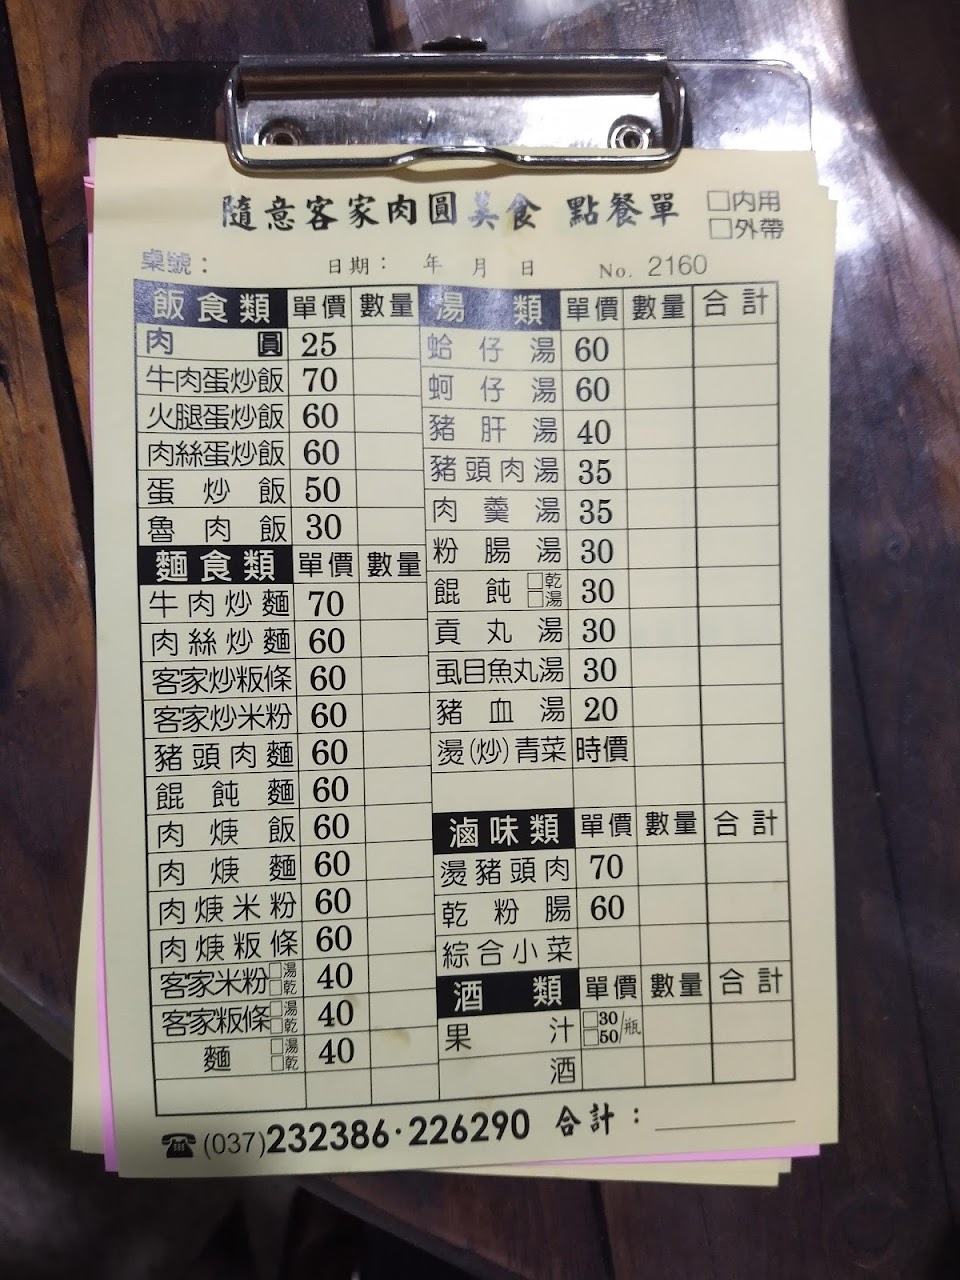 隨意客家肉圓美食 點餐單 □內用
□外帶
桌號： 日期： 年 月 日 No. 2160
飯食類 單價 數量
肉圓 25
牛肉蛋炒飯 70
火腿蛋炒飯 60
肉絲蛋炒飯 60
蛋炒飯 50
魯肉飯 30
麵食類 單價 數量
牛肉炒麵 70
肉絲炒麵 60
客家炒粄條 60
客家炒米粉 60
豬頭肉麵 60
餛飩麵 60
肉焿飯 60
肉焿麵 60
肉焿米粉 60
肉焿粄條 60
客家米粉 □湯 □乾 40
客家粄條 □湯 □乾 40
麵 □湯 □乾 40
湯類 單價 數量 合計
蛤仔湯 60
蚵仔湯 60
豬肝湯 40
豬頭肉湯 35
肉羹湯 35
粉腸湯 30
餛飩 □乾 □湯 30
貢丸湯 30
虱目魚丸湯 30
豬血湯 20
燙(炒)青菜 時價
滷味類 單價 數量 合計
燙豬頭肉 70
乾粉腸 60
綜合小菜
酒類 單價 數量 合計
果汁 □30 □50/瓶
酒
☎(037)232386·226290 合計：